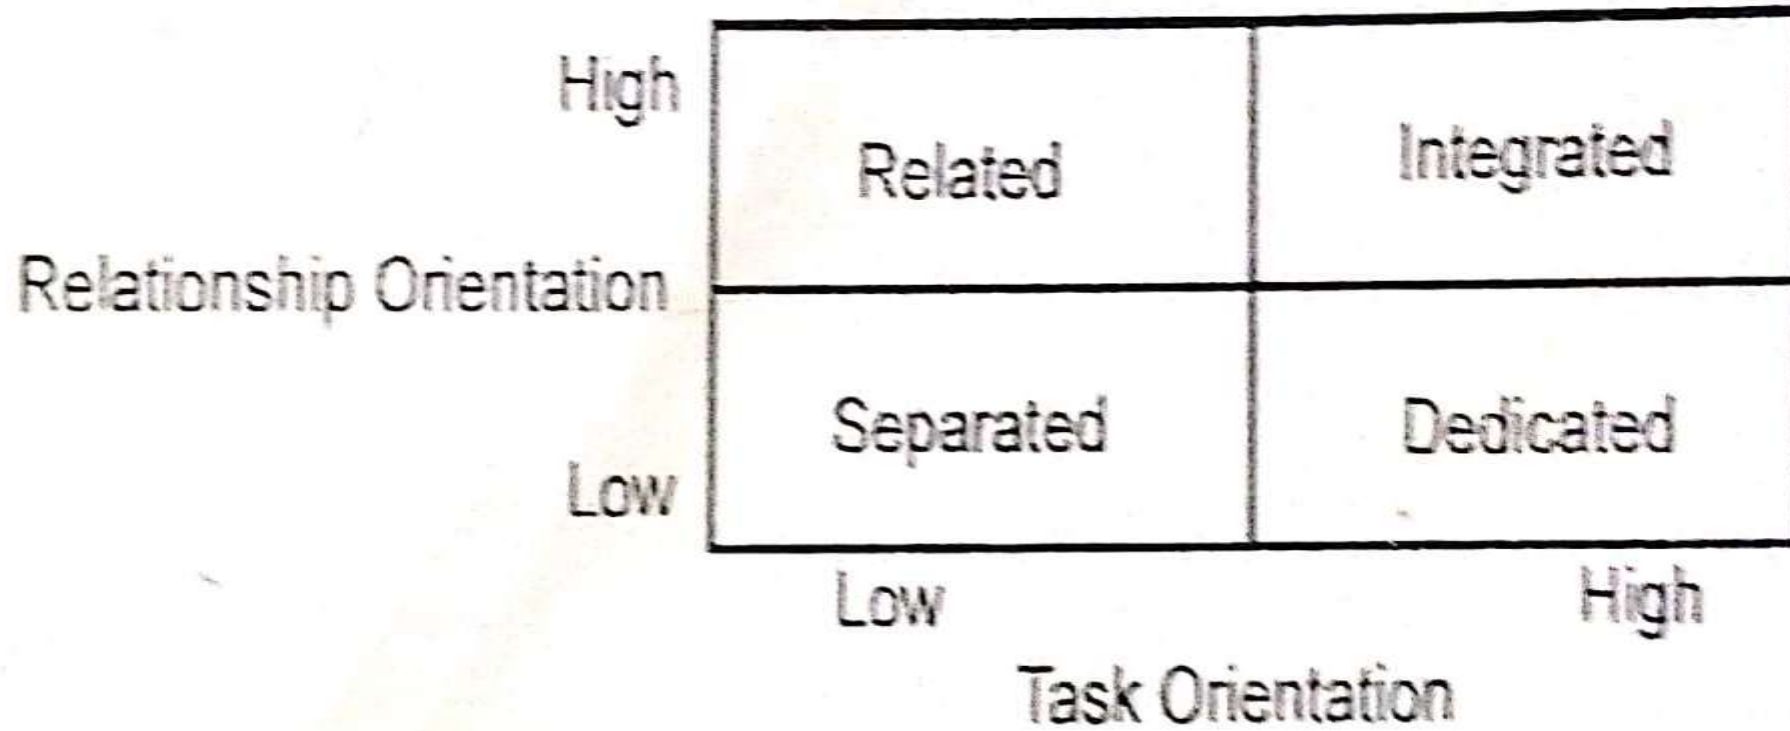 High
Related Integrated
Relationship Orientation
Separated Dedicated
Low
Low High
Task Orientation